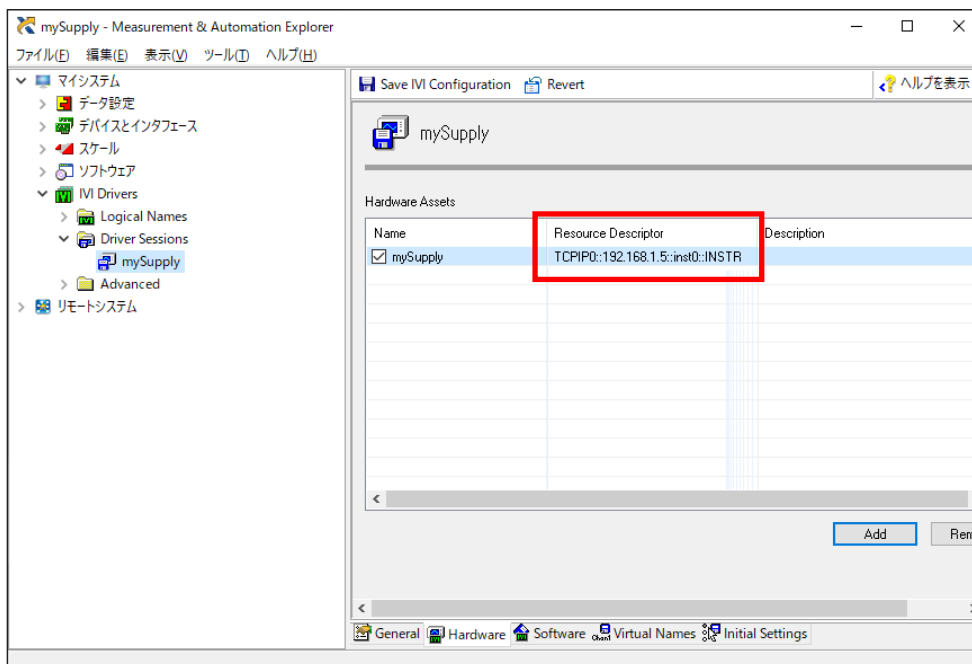 mySupply - Measurement & Automation Explorer
ファイル(F) 編集(E) 表示(V) ツール(T) ヘルプ(H)
マイシステム
データ設定
デバイスとインタフェース
スケール
ソフトウェア
IVI Drivers
Logical Names
Driver Sessions
mySupply
Advanced
リモートシステム
Save IVI Configuration Revert ヘルプを表示
mySupply
Hardware Assets
Name Resource Descriptor Description
mySupply TCPIP0::192.168.1.5::inst0::INSTR
Add Rem
General Hardware Software Virtual Names Initial Settings